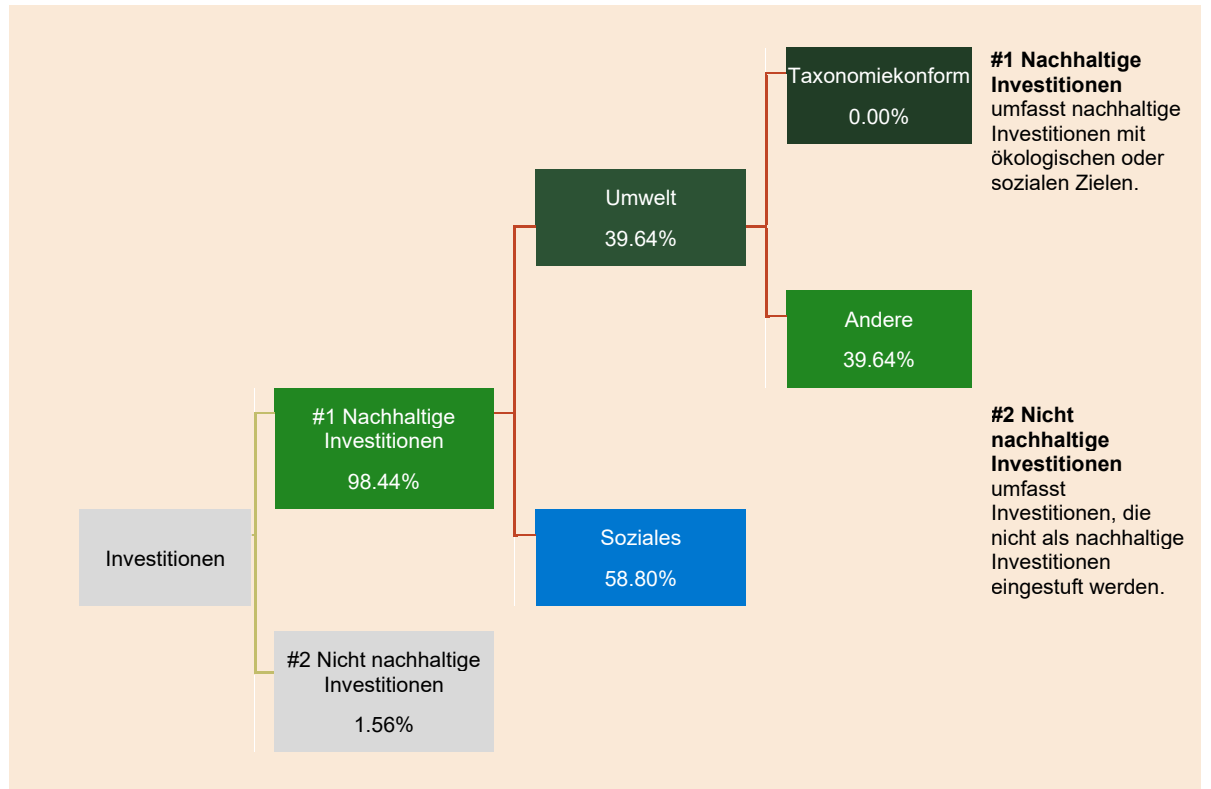 Taxonomiekonform
0.00%
#1 Nachhaltige
Investitionen
umfasst nachhaltige
Investitionen mit
ökologischen oder
sozialen Zielen.
Umwelt
39.64%
Andere
39.64%
#1 Nachhaltige
Investitionen
98.44%
#2 Nicht
nachhaltige
Investitionen
umfasst
Investitionen, die
nicht als nachhaltige
Investitionen
eingestuft werden.
Investitionen
Soziales
58.80%
#2 Nicht nachhaltige
Investitionen
1.56%